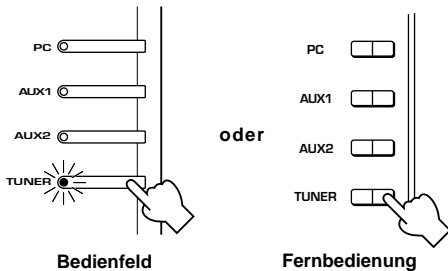 PC
AUX1
AUX2
TUNER
Bedienfeld
oder
PC
AUX1
AUX2
TUNER
Fernbedienung